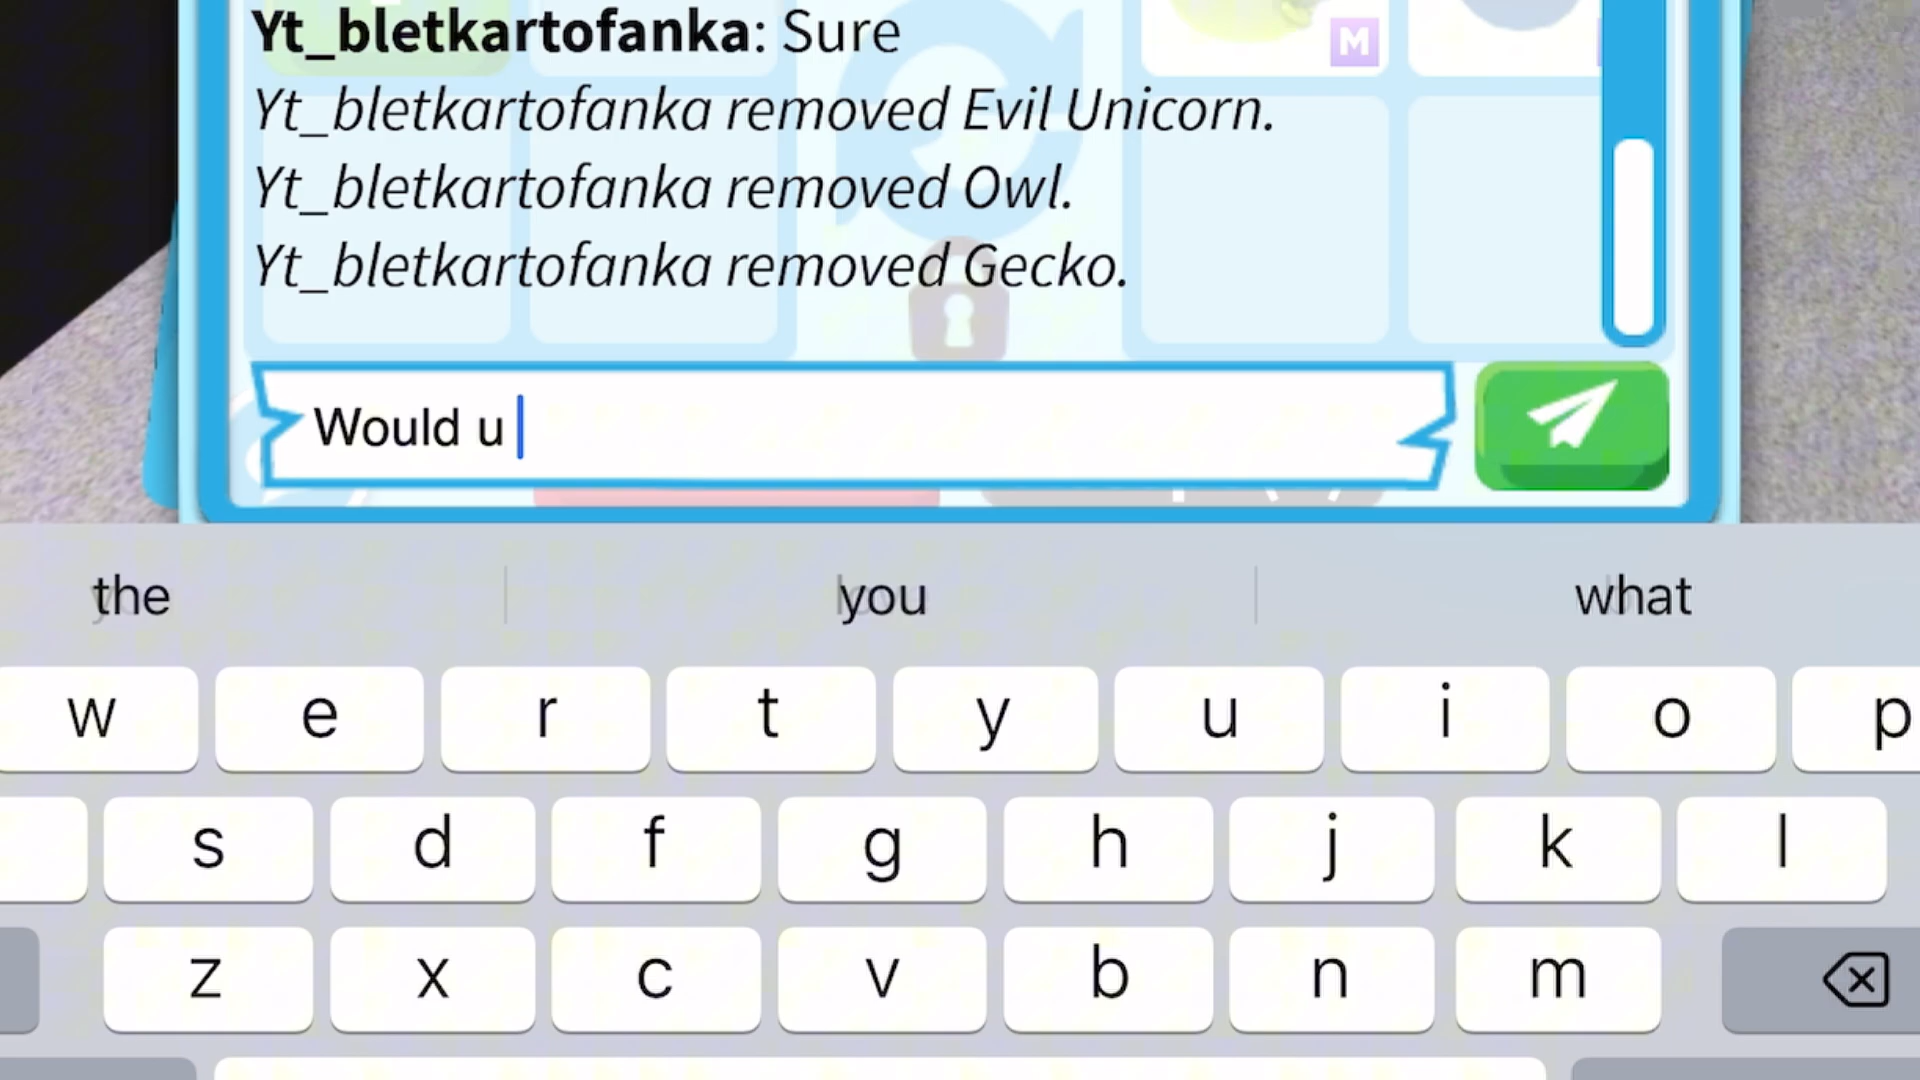 Yt_bletkartofanka: Sure
M
Yt_bletkartofanka removed Evil Unicorn.
Yt_bletkartofanka removed Owl.
Yt_bletkartofanka removed Gecko.
Would u
the you what
w e r t y u i o p
s d f g h j k l
z x c v b n m